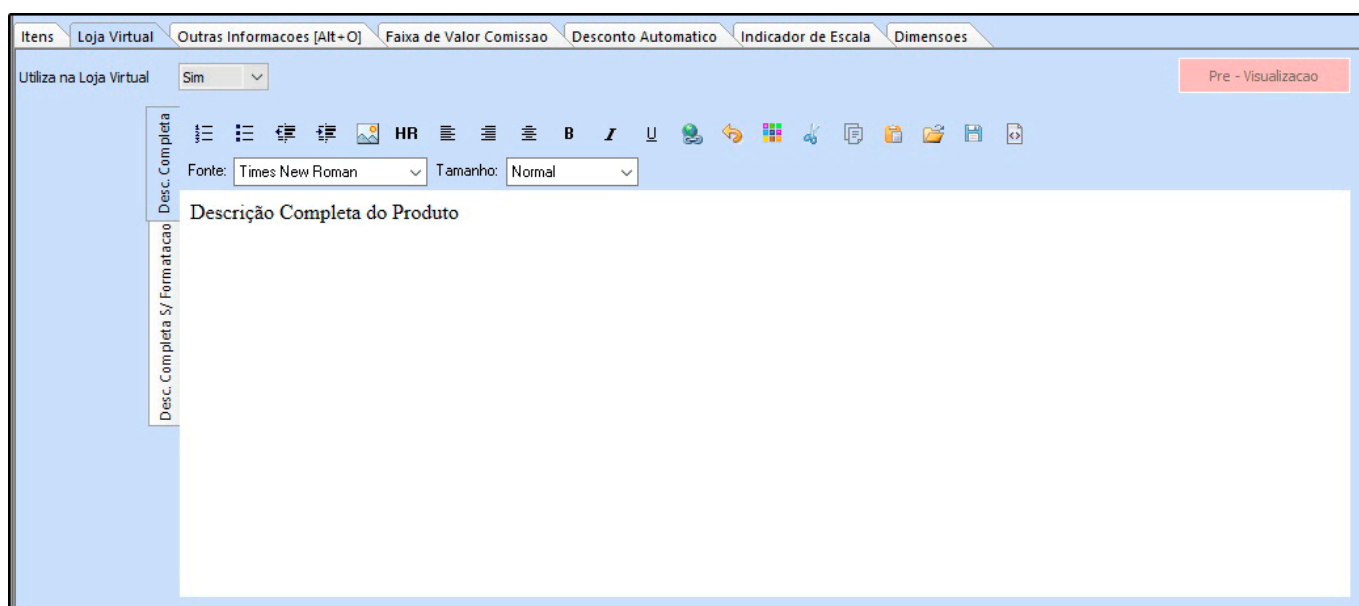 Itens Loja Virtual Outras Informacoes [Alt+O] Faixa de Valor Comissao Desconto Automatico Indicador de Escala Dimensoes
Utiliza na Loja Virtual Sim Pre - Visualizacao
Desc. Completa
HR B I U
Fonte: Times New Roman Tamanho: Normal
Descrição Completa do Produto
Desc. Completa S/ Formatacao